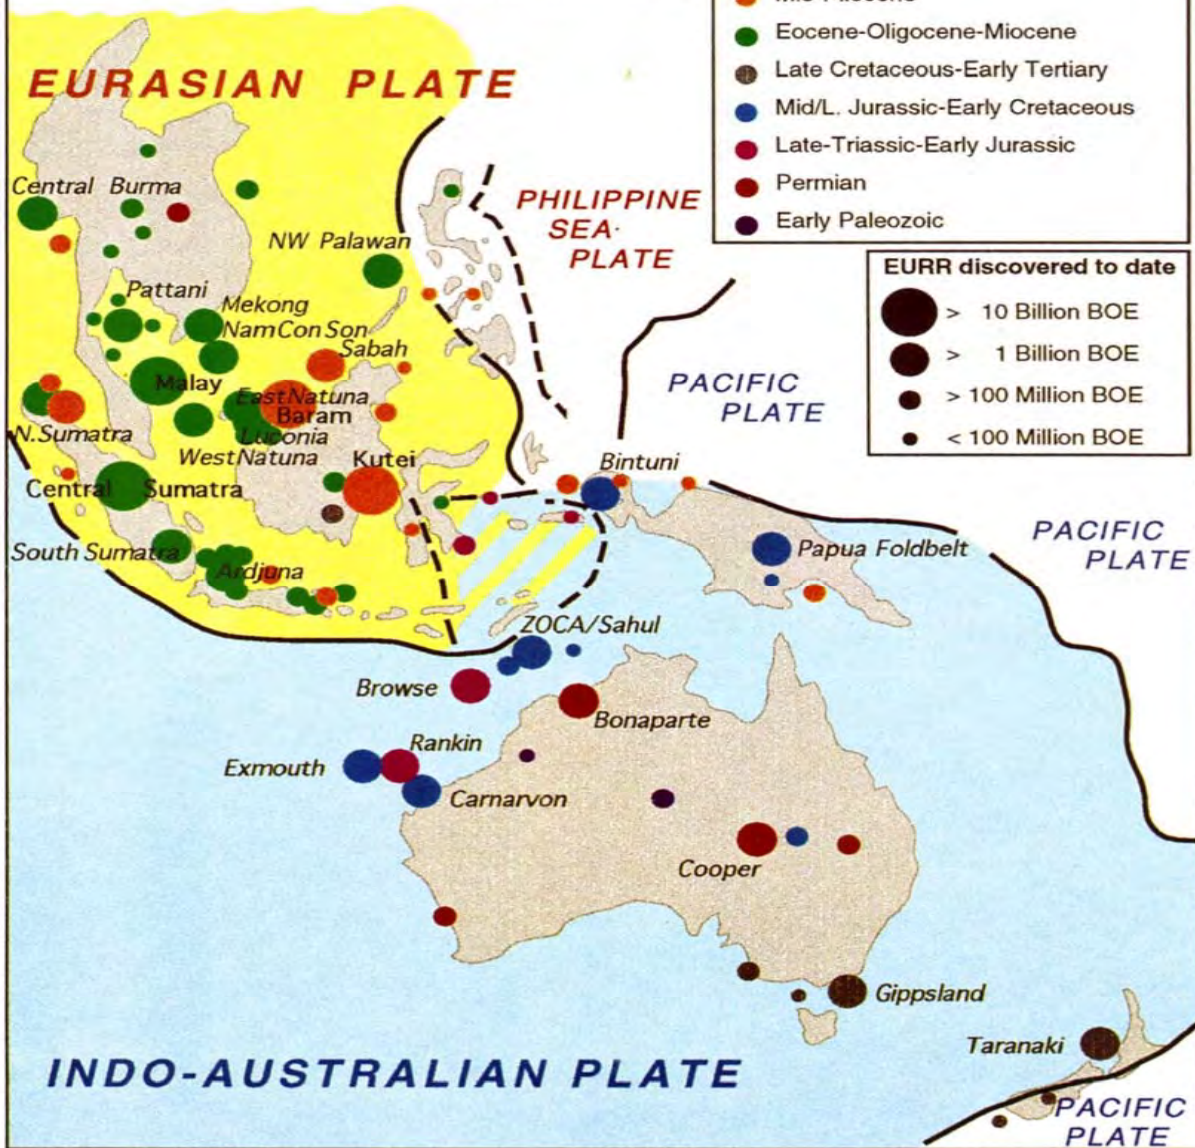 Eocene-Oligocene-Miocene
Late Cretaceous-Early Tertiary
Mid/L. Jurassic-Early Cretaceous
Late-Triassic-Early Jurassic
Permian
Early Paleozoic
EURR discovered to date
> 10 Billion BOE
> 1 Billion BOE
> 100 Million BOE
< 100 Million BOE
EURASIAN PLATE
PHILIPPINE
SEA
PLATE
PACIFIC
PLATE
PACIFIC
PLATE
Central Burma
NW Palawan
Pattani
Mekong
Nam Con Son
Sabah
Malay
East Natuna
Baram
N.Sumatra
Luconia
West Natuna
Kutei
Bintuni
Central Sumatra
South Sumatra
Ardjuna
Papua Foldbelt
ZOCA/Sahul
Browse
Bonaparte
Rankin
Exmouth
Carnarvon
Cooper
Gippsland
Taranaki
INDO-AUSTRALIAN PLATE
PACIFIC
PLATE